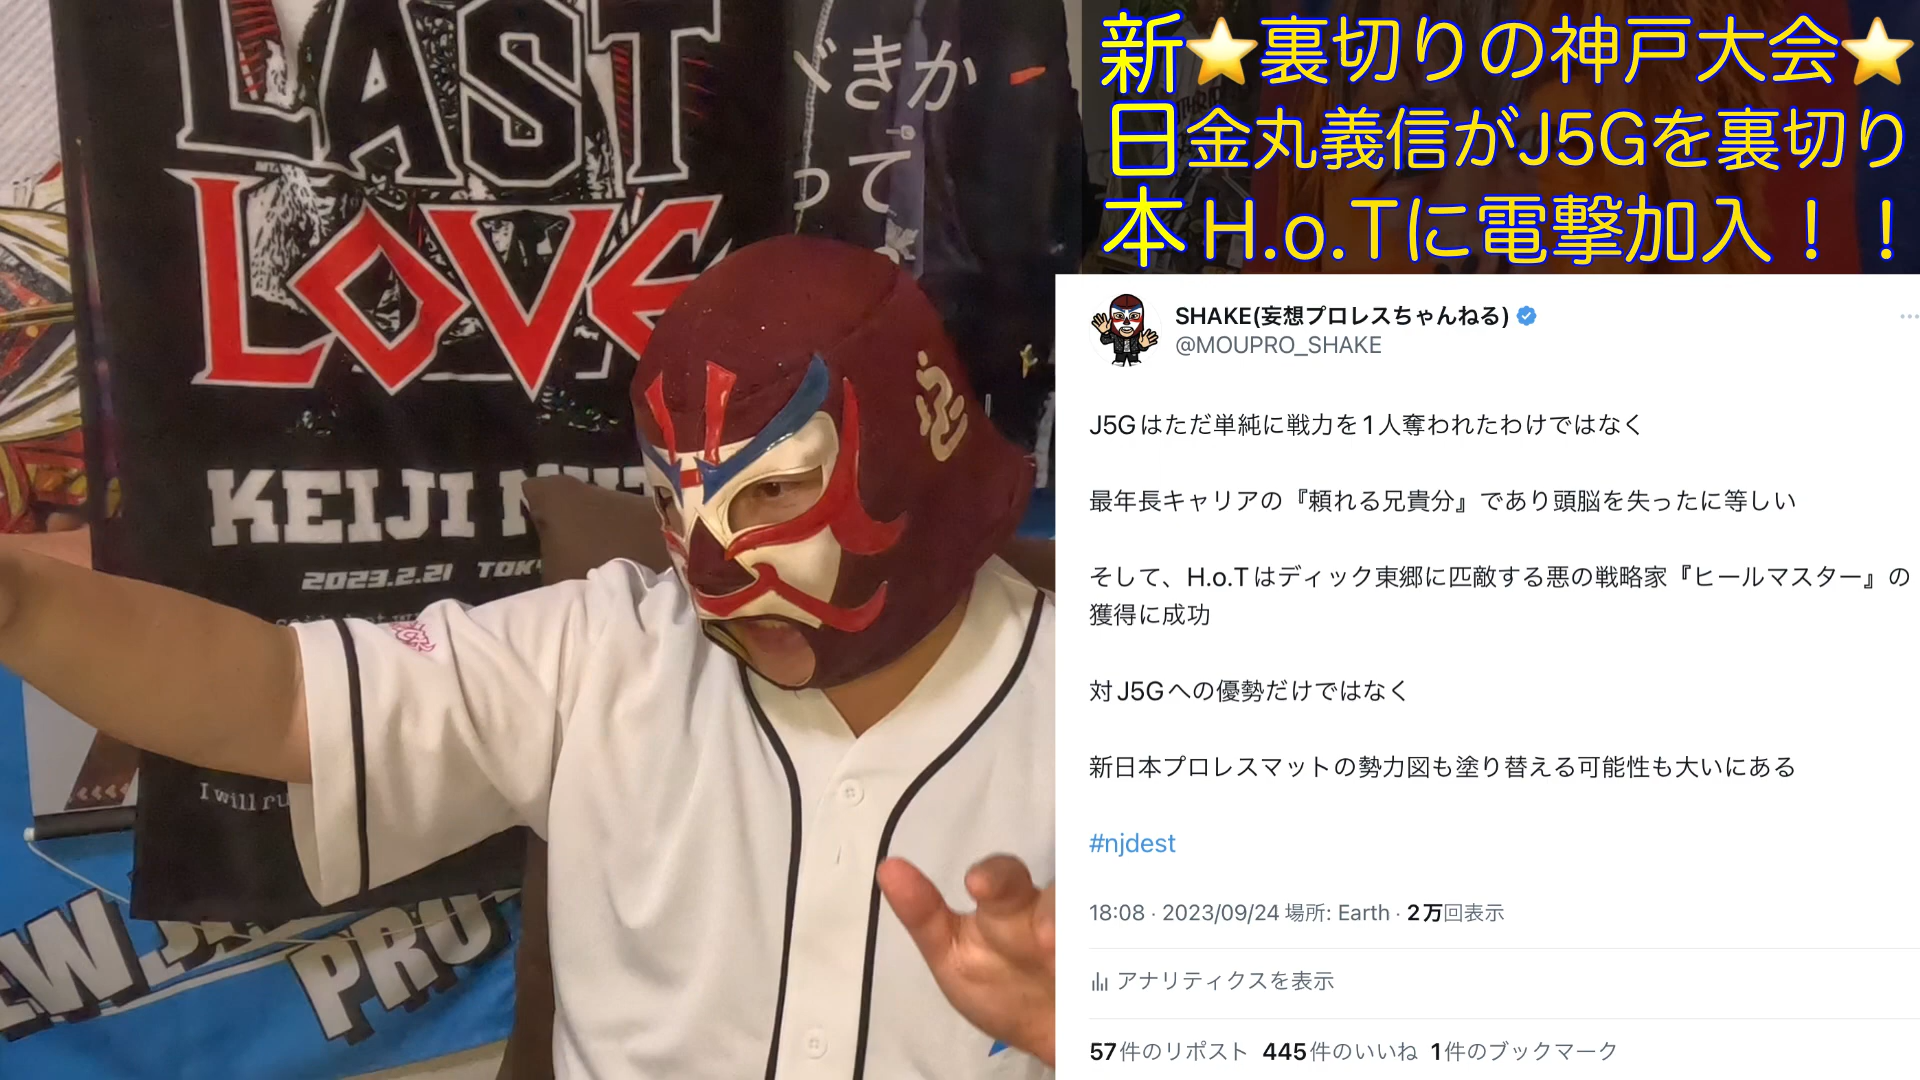 新⭐裏切りの神戸大会⭐
日金丸義信がJ5Gを裏切り
本H.o.Tに電撃加入！！
LAST
LOVE
KEIJI
2023.2.21
I will ru
べきか
って
PRO
SHAKE(妄想プロレスちゃんねる)
@MOUPRO_SHAKE
J5Gはただ単純に戦力を1人奪われたわけではなく
最年長キャリアの『頼れる兄貴分』であり頭脳を失ったに等しい
そして、H.o.Tはディック東郷に匹敵する悪の戦略家『ヒールマスター』の
獲得に成功
対J5Gへの優勢だけではなく
新日本プロレスマットの勢力図も塗り替える可能性も大いにある
#njdest
18:08 · 2023/09/24 場所: Earth · 2万回表示
アナリティクスを表示
57件のリポスト 445件のいいね 1件のブックマーク